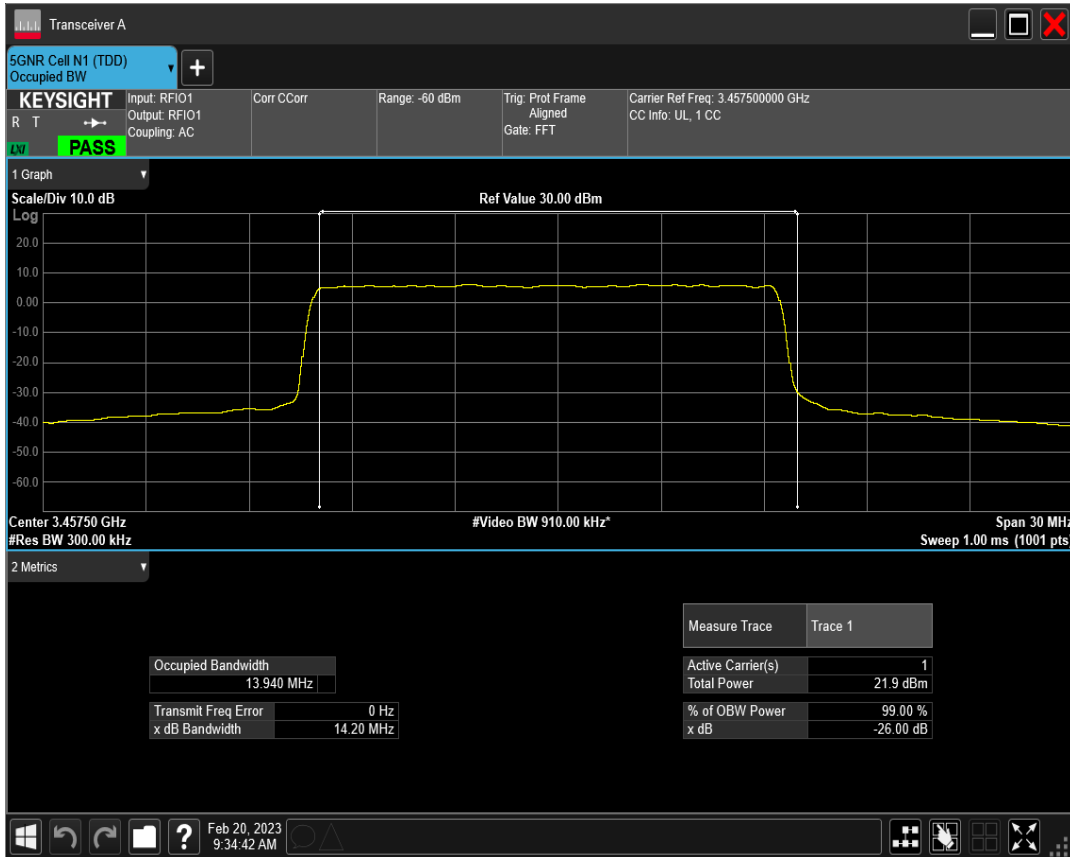 Transceiver A
5GNR Cell N1 (TDD)
Occupied BW
+
KEYSIGHT
R T
LXI
PASS
Input: RFIO1
Output: RFIO1
Coupling: AC
Corr CCorr
Range: -60 dBm
Trig: Prot Frame
Aligned
Gate: FFT
Carrier Ref Freq: 3.457500000 GHz
CC Info: UL, 1 CC
1 Graph
Scale/Div 10.0 dB
Ref Value 30.00 dBm
Log
20.0
10.0
0.00
-10.0
-20.0
-30.0
-40.0
-50.0
-60.0
Center 3.45750 GHz
#Video BW 910.00 kHz*
Span 30 MHz
#Res BW 300.00 kHz
Sweep 1.00 ms (1001 pts)
2 Metrics
Measure Trace Trace 1
Occupied Bandwidth
13.940 MHz
Active Carrier(s) 1
Total Power 21.9 dBm
Transmit Freq Error 0 Hz
x dB Bandwidth 14.20 MHz
% of OBW Power 99.00 %
x dB -26.00 dB
?
Feb 20, 2023
9:34:42 AM